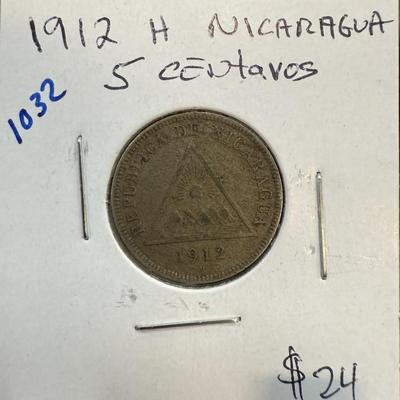 1912 H NICARAGUA
5 CENtavos
1032
REPUBLICA DE NICARAGUA
1912
$24